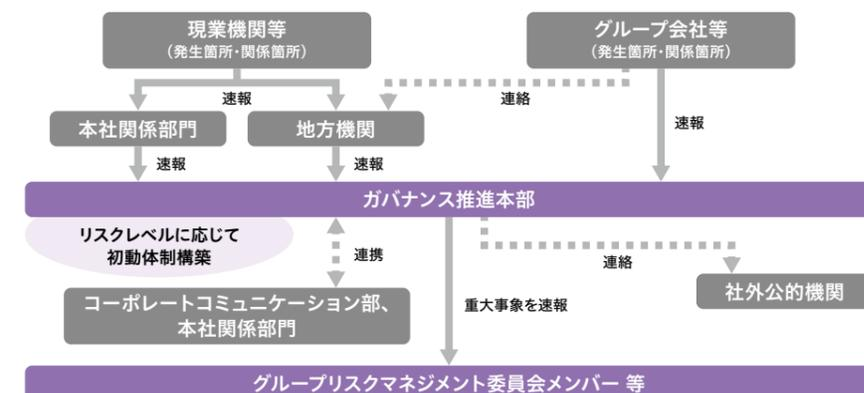 現業機関等
（発生箇所・関係箇所）
グループ会社等
（発生箇所・関係箇所）
速報
連絡
本社関係部門
地方機関
速報
速報
速報
ガバナンス推進本部
リスクレベルに応じて
初動体制構築
連携
連絡
コーポレートコミュニケーション部、
本社関係部門
重大事象を速報
社外公的機関
グループリスクマネジメント委員会メンバー 等